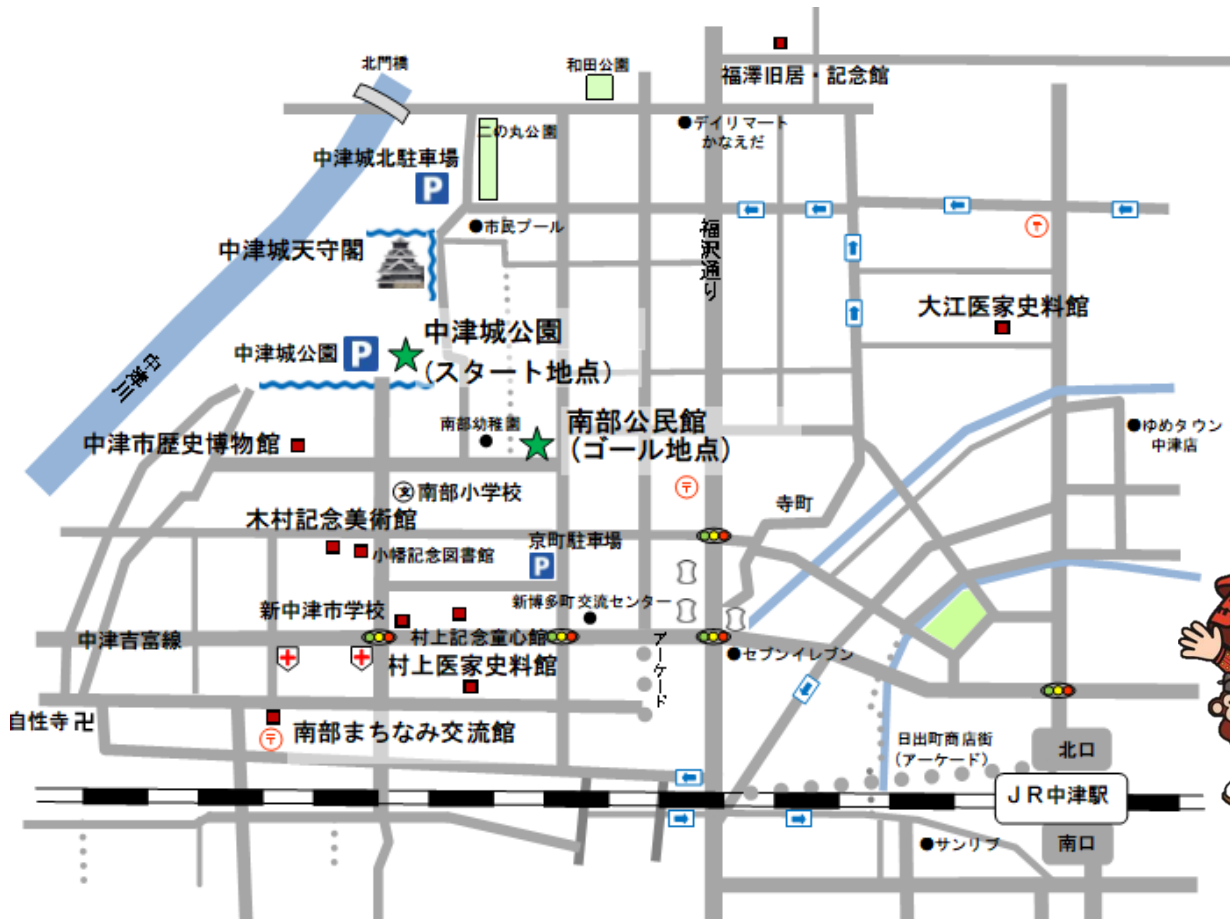 北門橋
和田公園
福澤旧居・記念館
二の丸公園
●デイリマート
かなえだ
中津城北駐車場
P
●市民プール
福沢通り
〒
中津城天守閣
大江医家史料館
中津城公園
(スタート地点)
中津城公園
P
中津川
南部幼稚園
南部公民館
(ゴール地点)
●ゆめタウン
中津店
中津市歴史博物館
文
南部小学校
〒
寺町
木村記念美術館
小幡記念図書館
京町駐車場
P
新中津市学校
新博多町交流センター
中津吉富線
村上記念童心館
アーケード
●セブンイレブン
村上医家史料館
自性寺卍
南部まちなみ交流館
〒
日出町商店街
(アーケード)
北口
JR中津駅
南口
●サンリブ